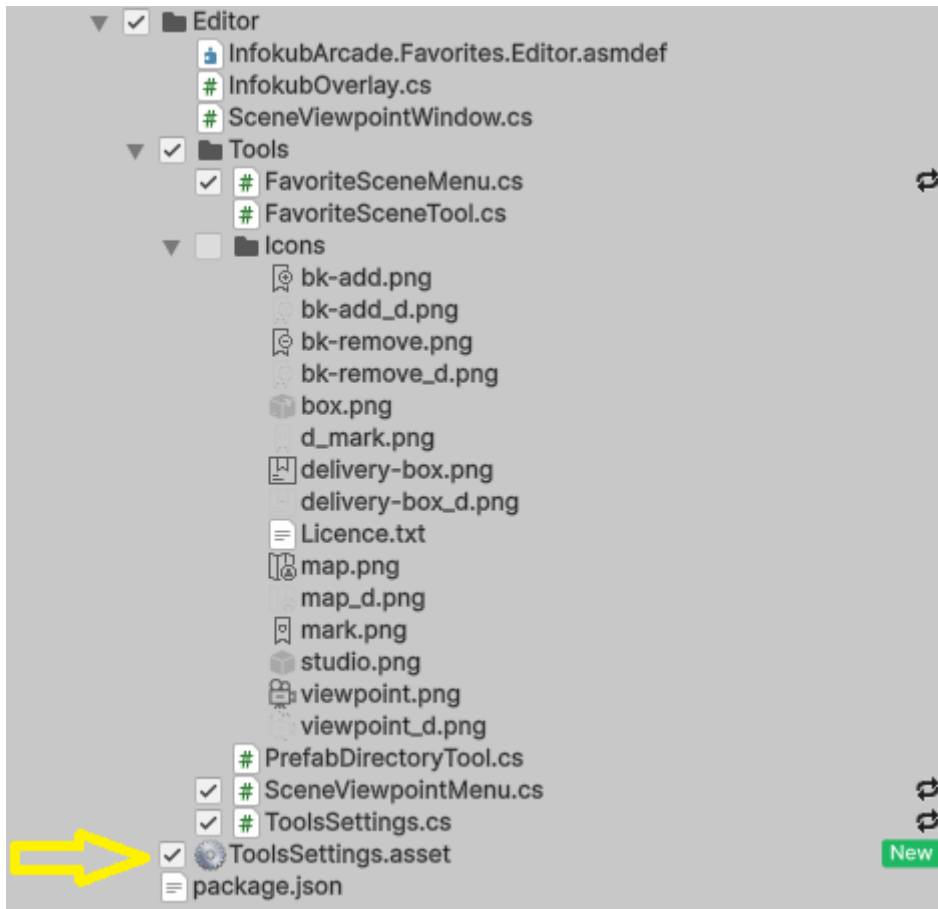 Editor
InfokubArcade.Favorites.Editor.asmdef
InfokubOverlay.cs
SceneViewpointWindow.cs
Tools
FavoriteSceneMenu.cs
FavoriteSceneTool.cs
Icons
bk-add.png
bk-add_d.png
bk-remove.png
bk-remove_d.png
box.png
d_mark.png
delivery-box.png
delivery-box_d.png
Licence.txt
map.png
map_d.png
mark.png
studio.png
viewpoint.png
viewpoint_d.png
PrefabDirectoryTool.cs
SceneViewpointMenu.cs
ToolsSettings.cs
ToolsSettings.asset New
package.json